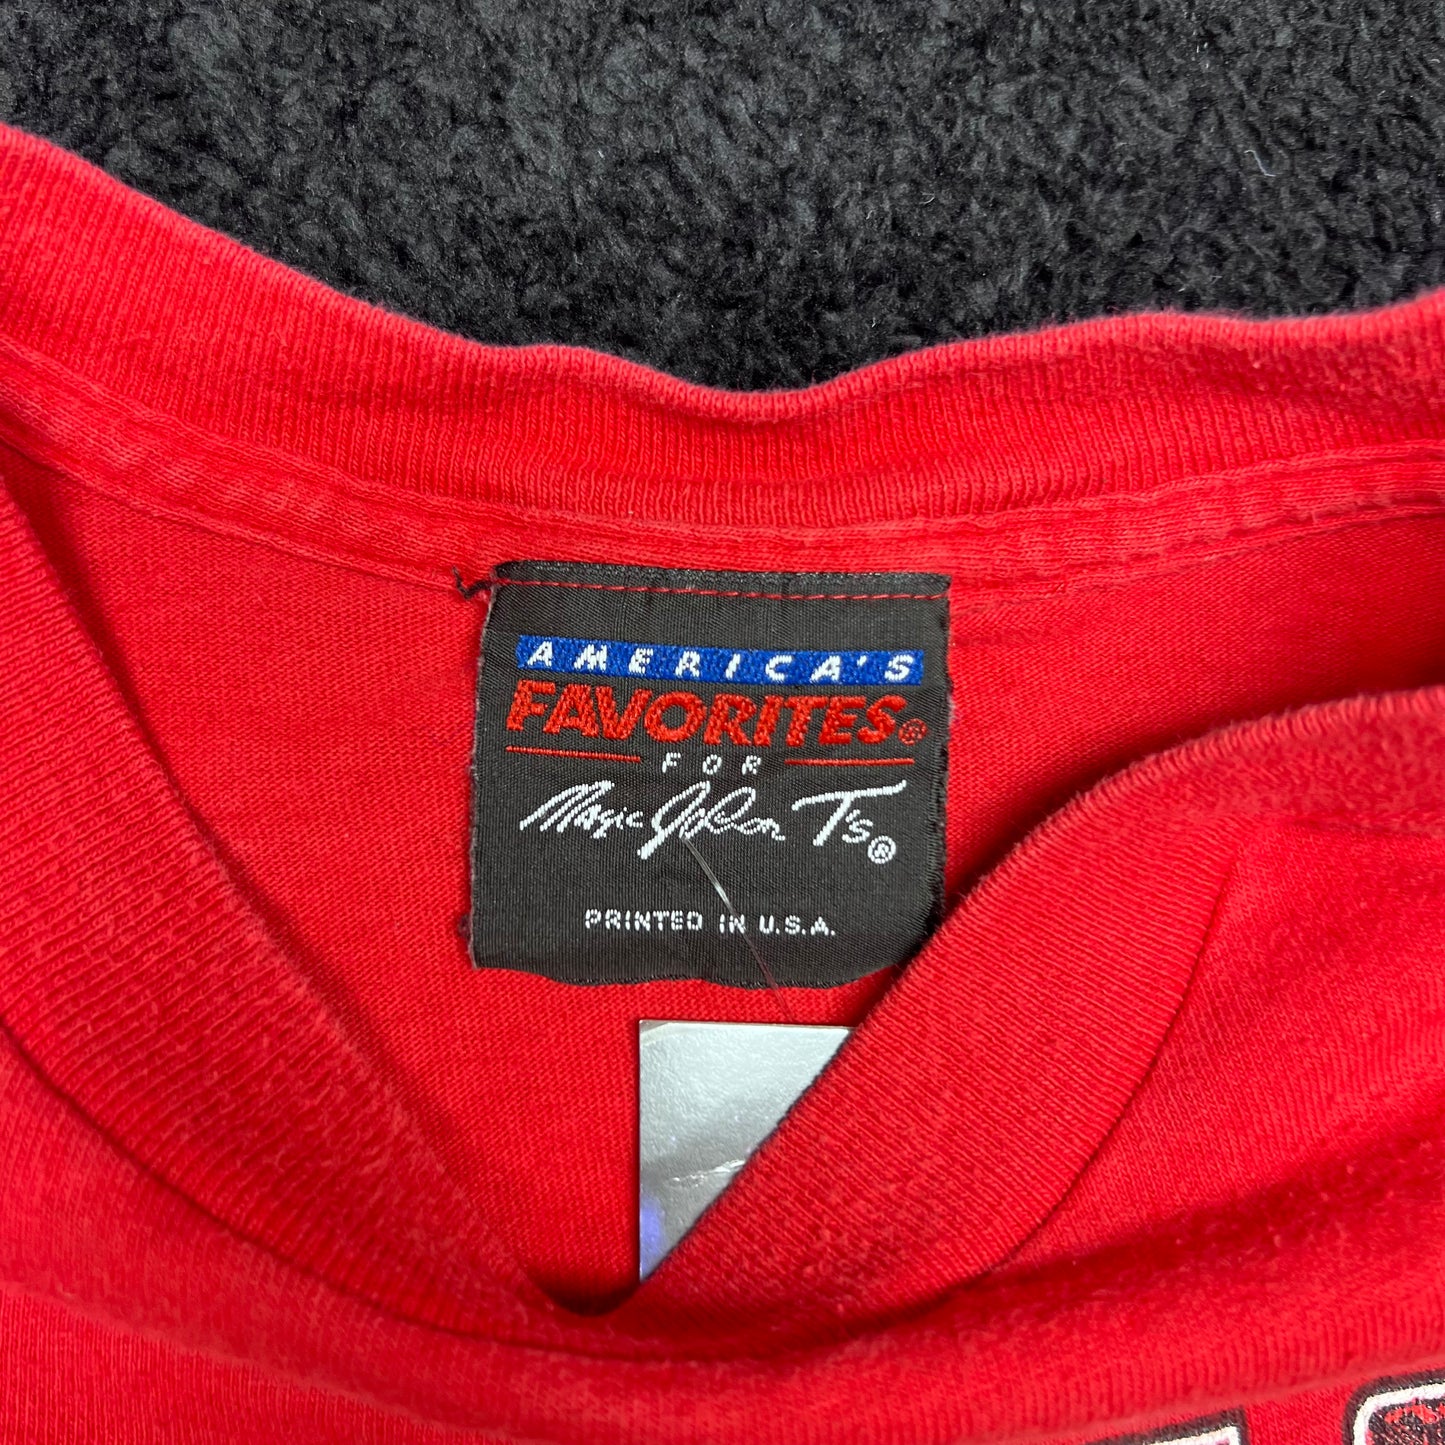 AMERICA'S
FAVORITES®
FOR
Magic Johnson T's®
PRINTED IN U.S.A.